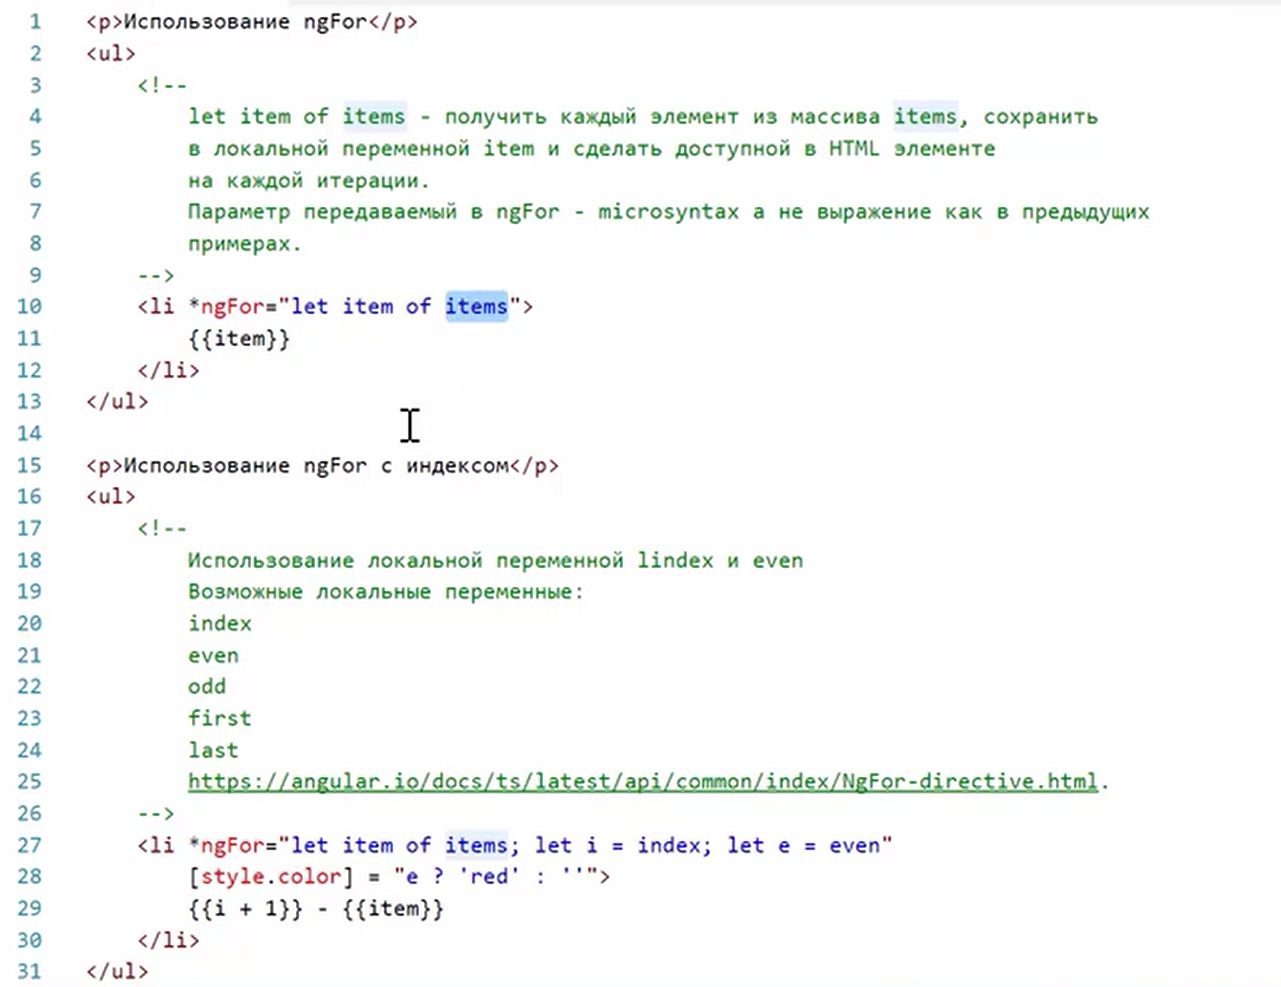 1 <p>Использование ngFor</p>
2 <ul>
3 <!--
4 let item of items - получить каждый элемент из массива items, сохранить
5 в локальной переменной item и сделать доступной в HTML элементе
6 на каждой итерации.
7 Параметр передаваемый в ngFor - microsyntax а не выражение как в предыдущих
8 примерах.
9 -->
10 <li *ngFor="let item of items">
11 {{item}}
12 </li>
13 </ul>
14
15 <p>Использование ngFor с индексом</p>
16 <ul>
17 <!--
18 Использование локальной переменной lindex и even
19 Возможные локальные переменные:
20 index
21 even
22 odd
23 first
24 last
25 https://angular.io/docs/ts/latest/api/common/index/NgFor-directive.html.
26 -->
27 <li *ngFor="let item of items; let i = index; let e = even"
28 [style.color] = "e ? 'red' : ''">
29 {{i + 1}} - {{item}}
30 </li>
31 </ul>